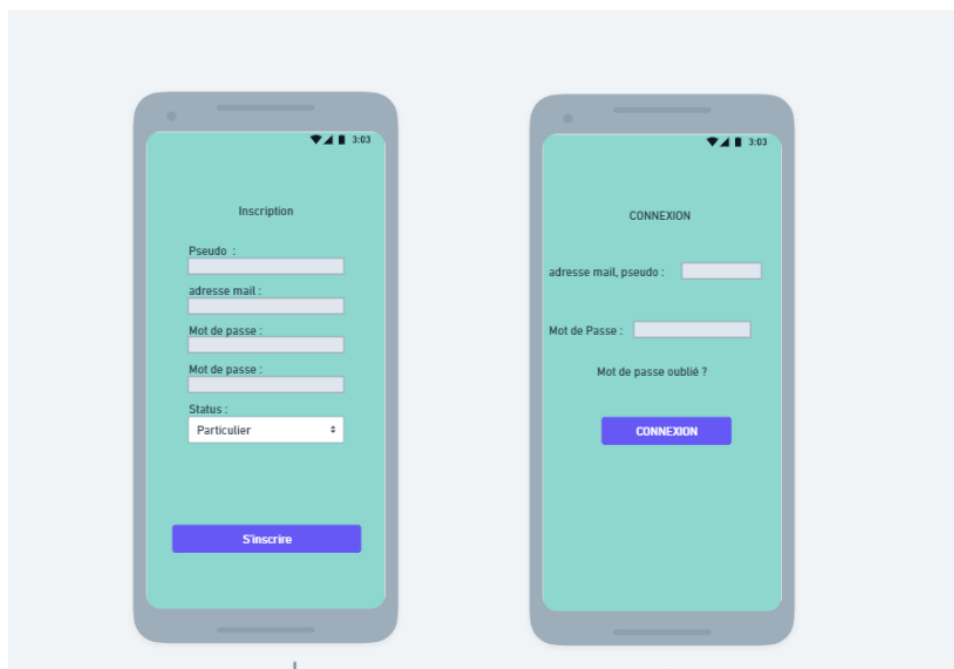 3:03
Inscription
Pseudo :
adresse mail :
Mot de passe :
Mot de passe :
Status :
Particulier
S'inscrire
3:03
CONNEXION
adresse mail, pseudo :
Mot de Passe :
Mot de passe oublié ?
CONNEXION